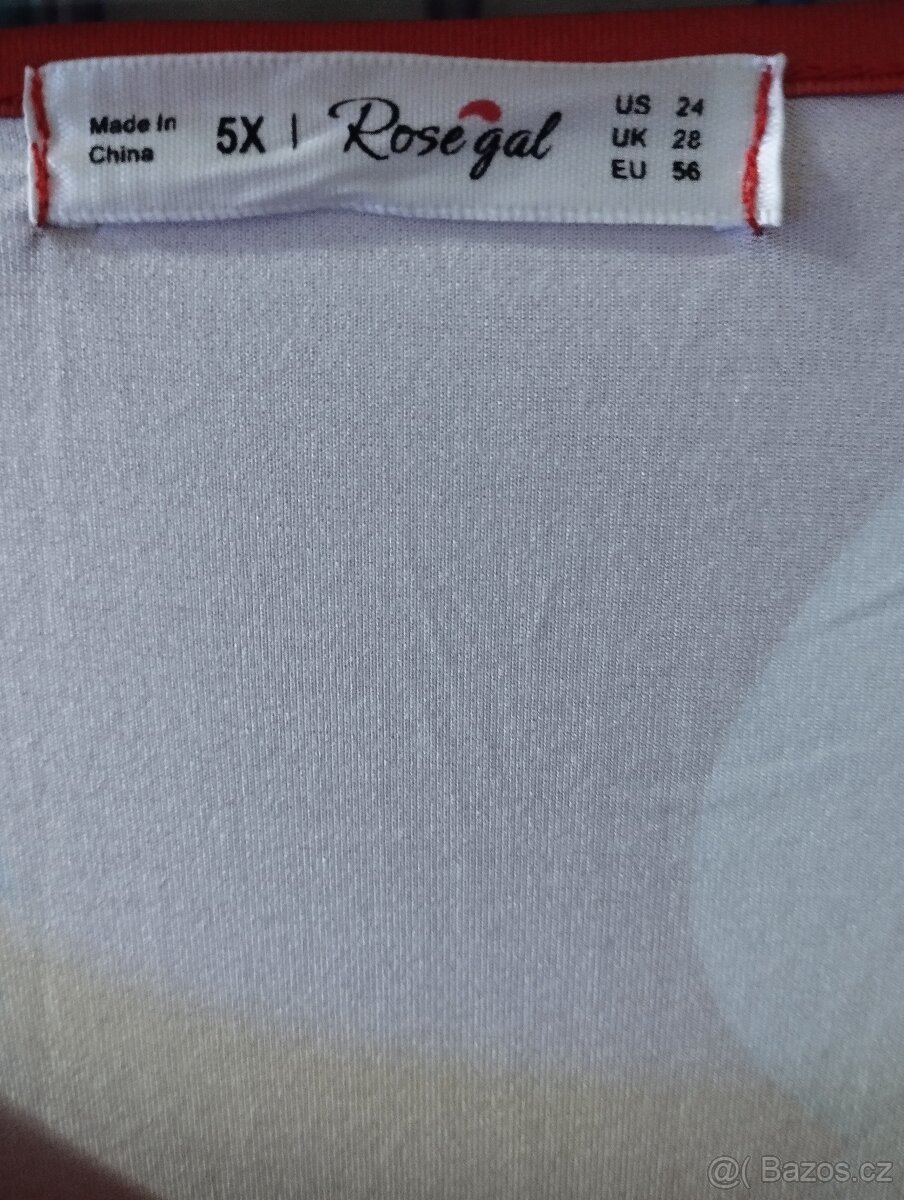 Made In
China
5X | Rosegal
US 24
UK 28
EU 56
@( Bazos.cz